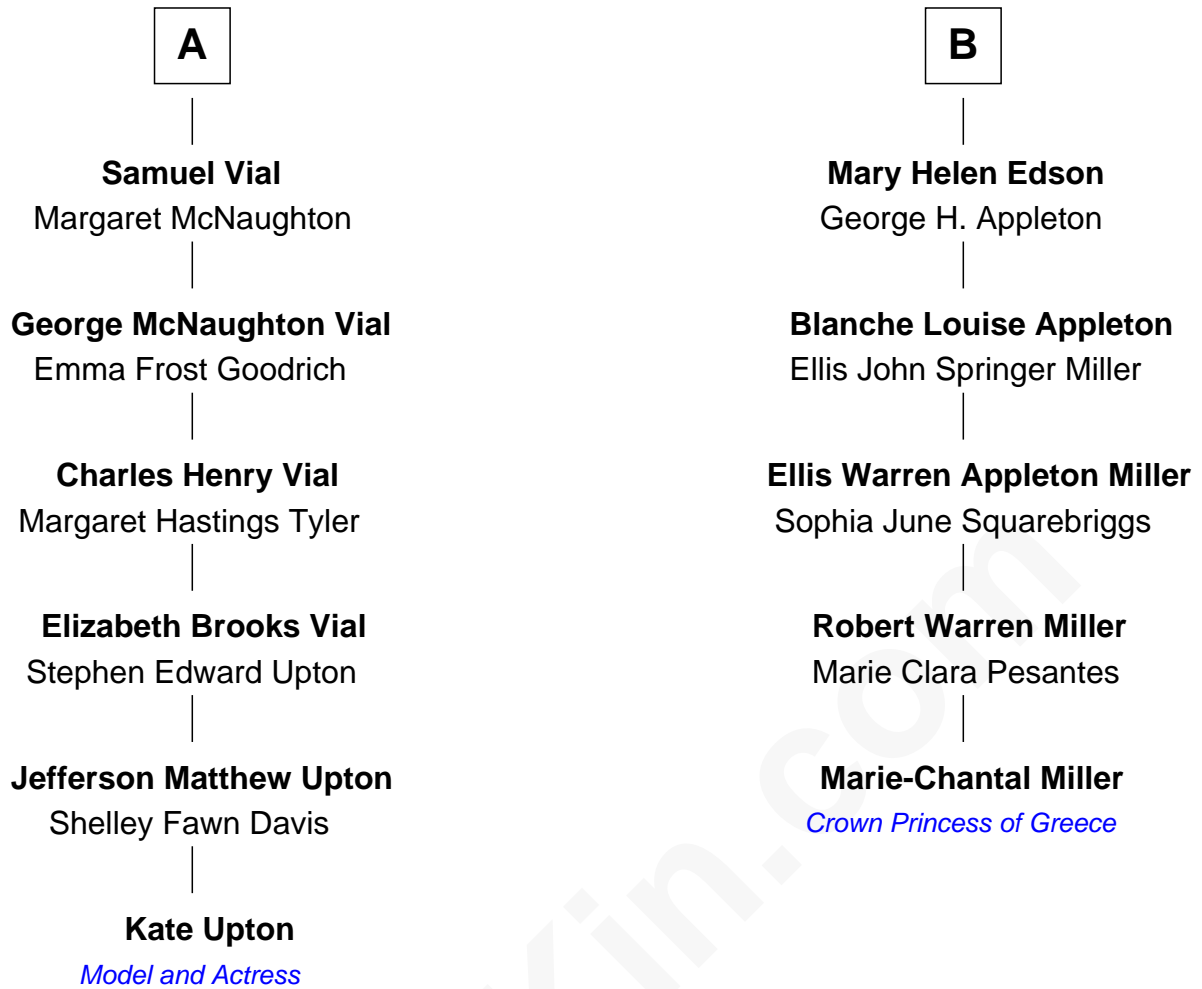 A
Samuel Vial
Margaret McNaughton
George McNaughton Vial
Emma Frost Goodrich
Charles Henry Vial
Margaret Hastings Tyler
Elizabeth Brooks Vial
Stephen Edward Upton
Jefferson Matthew Upton
Shelley Fawn Davis
Kate Upton
Model and Actress
B
Mary Helen Edson
George H. Appleton
Blanche Louise Appleton
Ellis John Springer Miller
Ellis Warren Appleton Miller
Sophia June Squarebriggs
Robert Warren Miller
Marie Clara Pesantes
Marie-Chantal Miller
Crown Princess of Greece
Kin.com